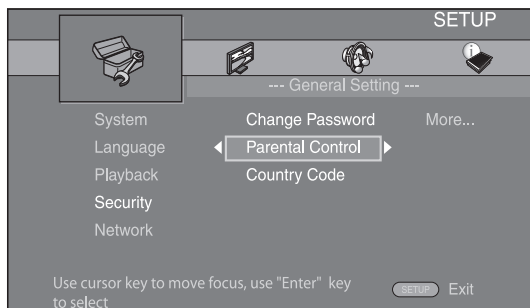 SETUP
--- General Setting ---
System Change Password More...
Language Parental Control
Playback Country Code
Security
Network
Use cursor key to move focus, use "Enter" key
to select
SETUP Exit